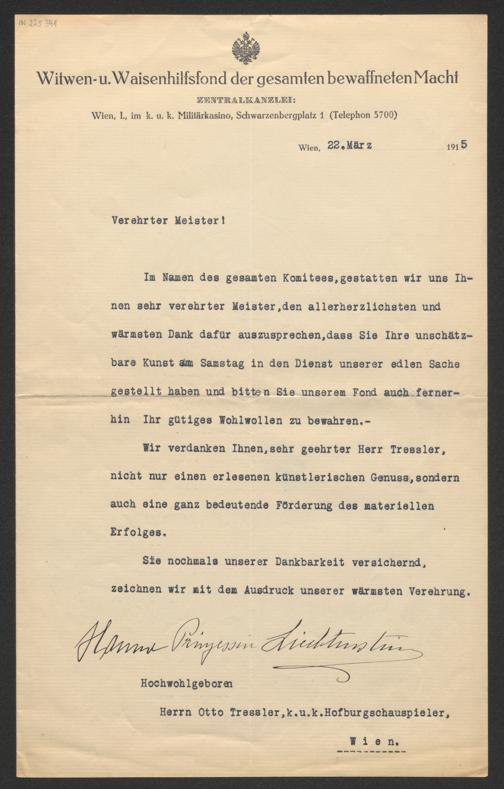 IN 225 344
Witwen- u. Waisenhilfsfond der gesamten bewaffneten Macht
ZENTRALKANZLEI:
Wien, I., im k. u. k. Militärkasino, Schwarzenbergplatz 1 (Telephon 5700)
Wien, 22.März 1915
Verehrter Meister!
Im Namen des gesamten Komitees,gestatten wir uns Ih-
nen sehr verehrter Meister,den allerherzlichsten und
wärmsten Dank dafür auszusprechen,dass Sie Ihre unschätz-
bare Kunst am Samstag in den Dienst unserer edlen Sache
gestellt haben und bitten Sie unserem Fond auch ferner-
hin Ihr gütiges Wohlwollen zu bewahren.-
Wir verdanken Ihnen,sehr geehrter Herr Tressler,
nicht nur einen erlesenen künstlerischen Genuss,sondern
auch eine ganz bedeutende Förderung des materiellen
Erfolges.
Sie nochmals unserer Dankbarkeit versichernd,
zeichnen wir mit dem Ausdruck unserer wärmsten Verehrung.
Hanna Prinzessin Liechtenstein
Hochwohlgeboren
Herrn Otto Tressler,k.u.k.Hofburgschauspieler,
Wien.